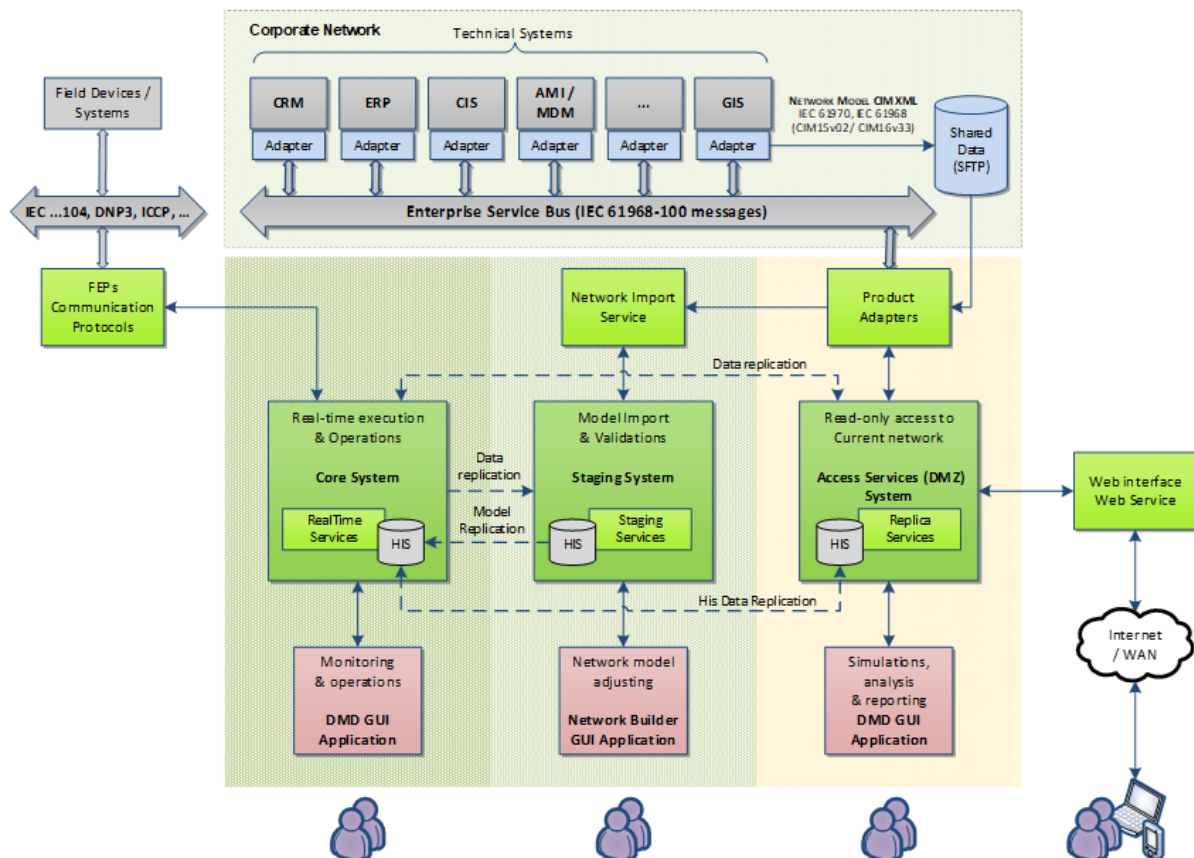 Corporate Network
Technical Systems
Field Devices /
Systems
CRM
ERP
CIS
AMI /
MDM
...
GIS
Adapter
Adapter
Adapter
Adapter
Adapter
Adapter
NETWORK MODEL CIM XML
IEC 61970, IEC 61968
(CIM15v02/ CIM16v33)
Shared
Data
(SFTP)
IEC ...104, DNP3, ICCP, ...
Enterprise Service Bus (IEC 61968-100 messages)
FEPs
Communication
Protocols
Network Import
Service
Product
Adapters
Data replication
Real-time execution
& Operations
Core System
RealTime
Services
HIS
Data
replication
Model
Replication
Model Import
& Validations
Staging System
HIS
Staging
Services
Read-only access to
Current network
Access Services (DMZ)
System
HIS
Replica
Services
Web interface
Web Service
His Data Replication
Monitoring
& operations
DMD GUI
Application
Network model
adjusting
Network Builder
GUI Application
Simulations,
analysis
& reporting
DMD GUI
Application
Internet
/ WAN